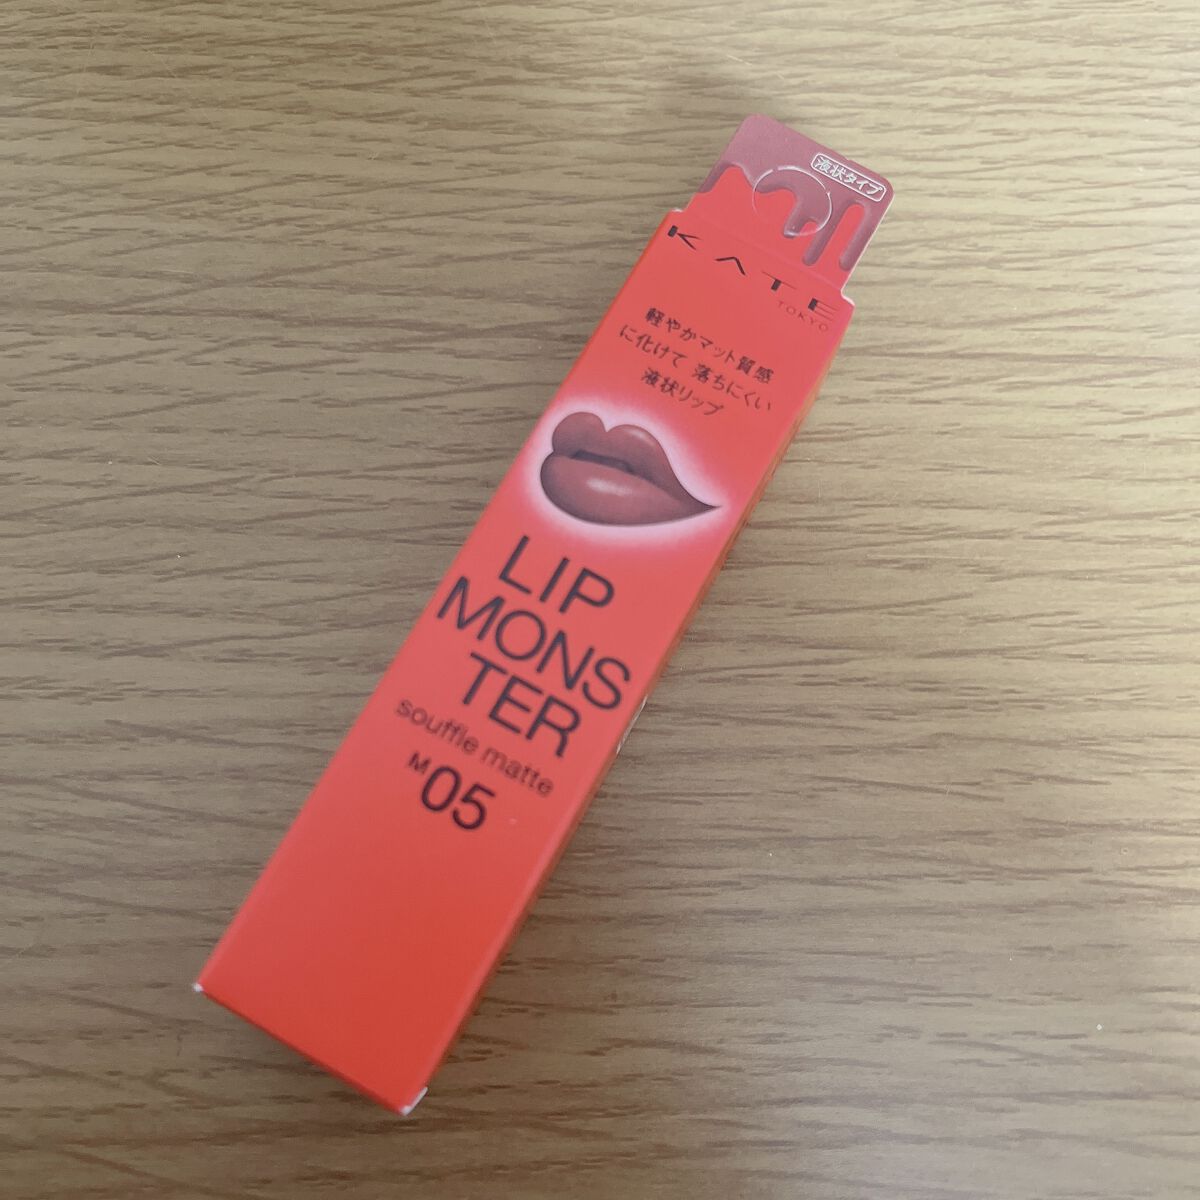 液状タイプ
KATE
TOKYO
軽やかマット質感
に化けて 落ちにくい
液状リップ
LIP
MONS
TER
souffle matte
M05